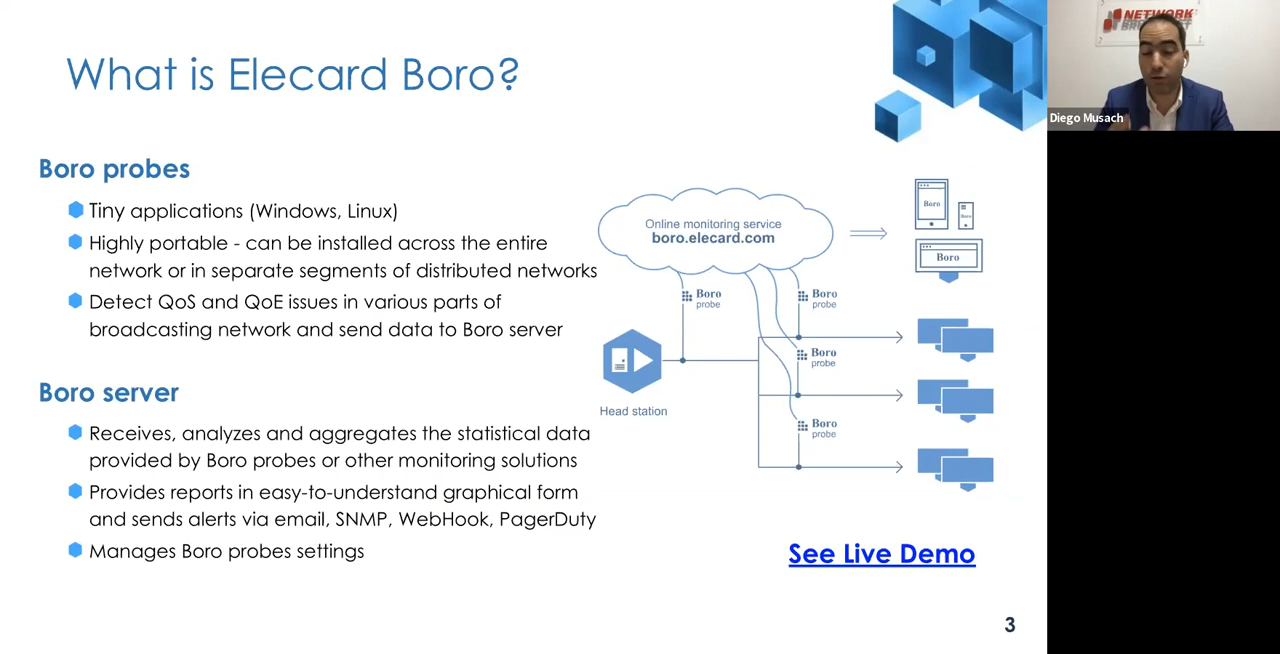 What is Elecard Boro?
Boro probes
Tiny applications (Windows, Linux)
Highly portable - can be installed across the entire
network or in separate segments of distributed networks
Detect QoS and QoE issues in various parts of
broadcasting network and send data to Boro server
Boro server
Receives, analyzes and aggregates the statistical data
provided by Boro probes or other monitoring solutions
Provides reports in easy-to-understand graphical form
and sends alerts via email, SNMP, WebHook, PagerDuty
Manages Boro probes settings
Online monitoring service
boro.elecard.com
Boro
Boro
Boro
Boro
probe
Boro
probe
Boro
probe
Boro
probe
Head station
See Live Demo
3
NETWORK
Diego Musach